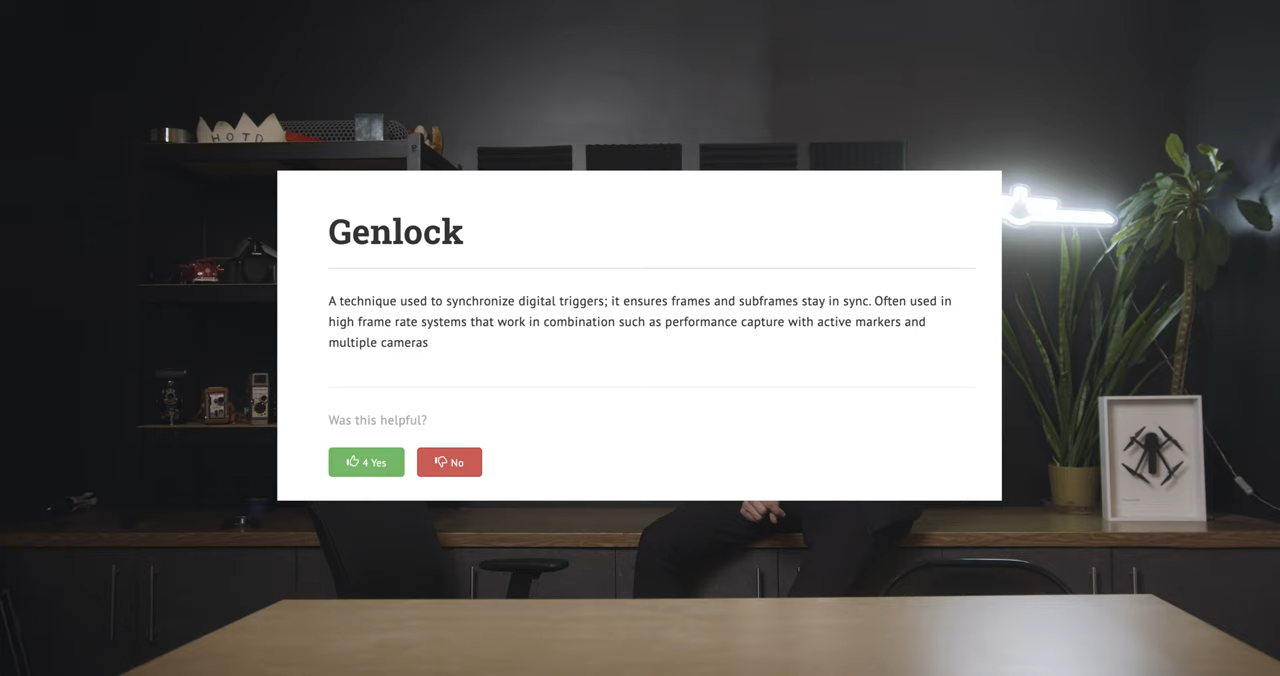 HOTD
Genlock
A technique used to synchronize digital triggers; it ensures frames and subframes stay in sync. Often used in
high frame rate systems that work in combination such as performance capture with active markers and
multiple cameras
Was this helpful?
4 Yes
No